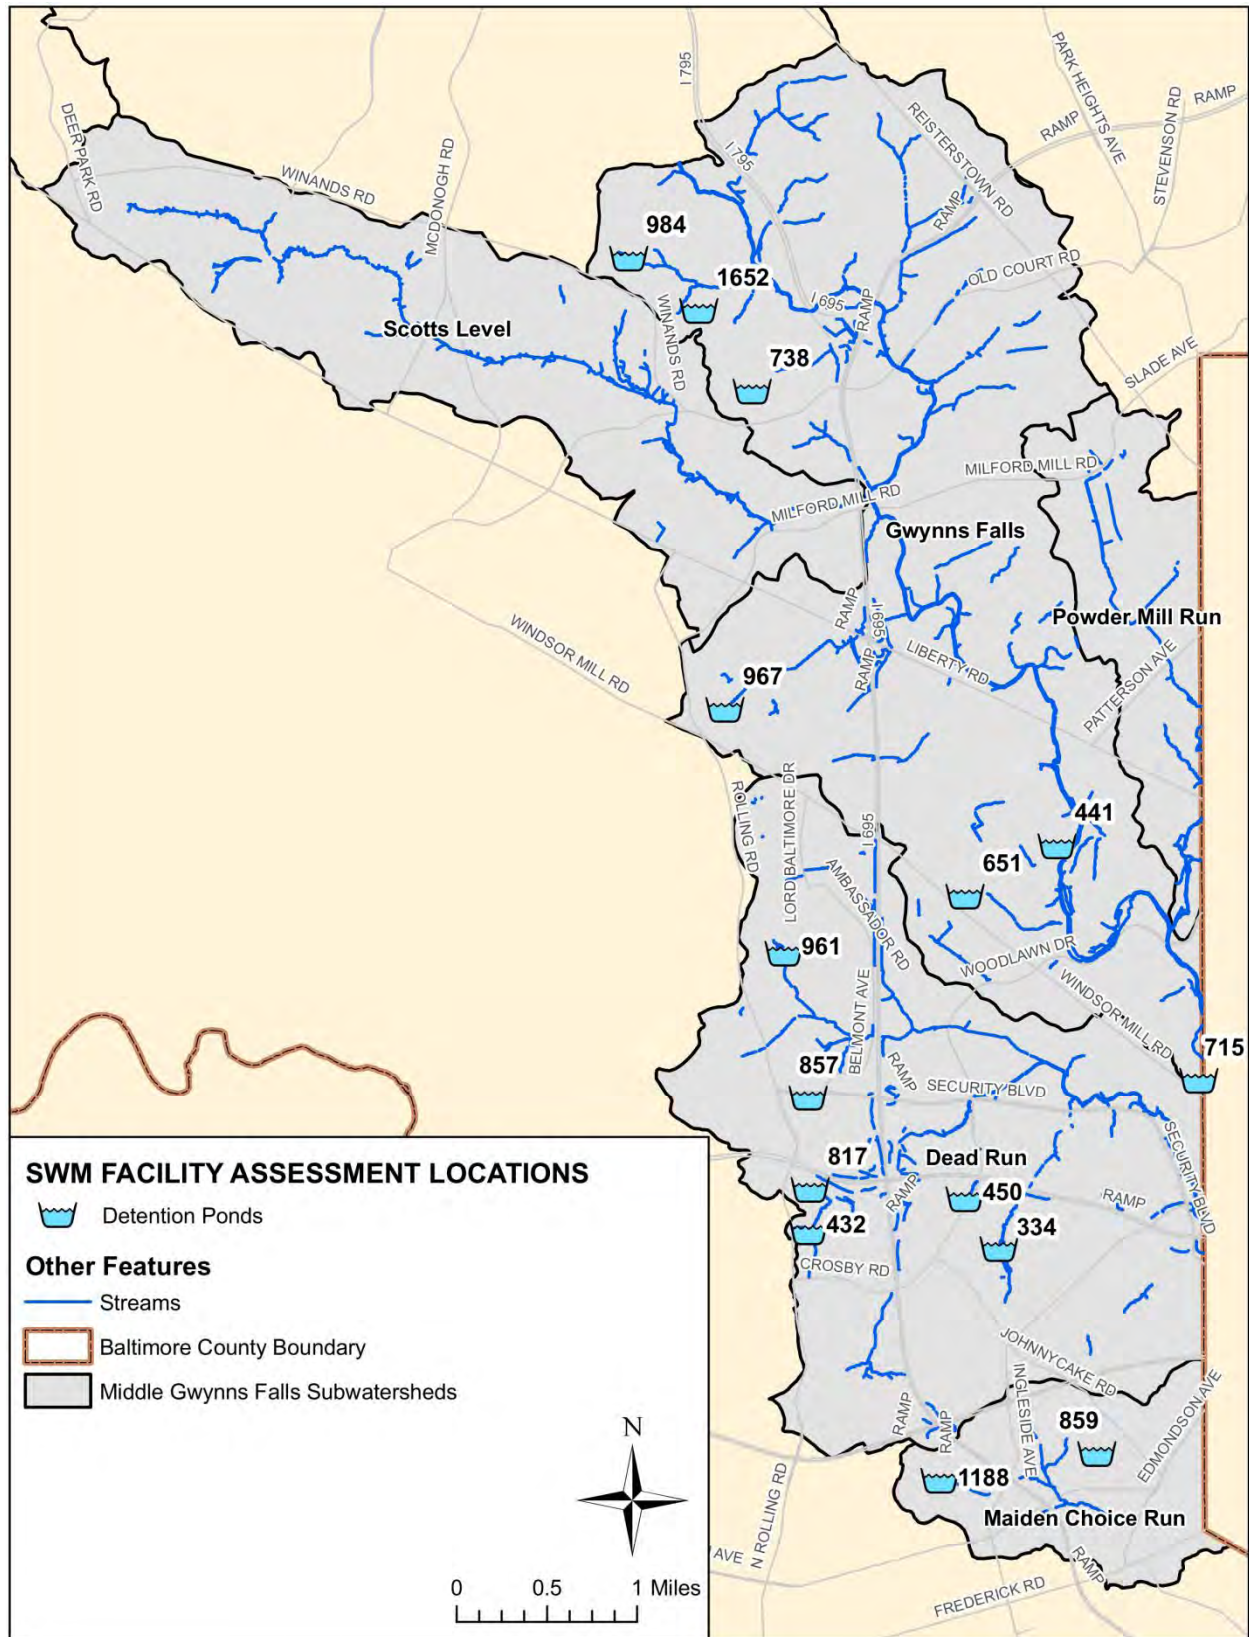 I 795
PARK HEIGHTS AVE
RAMP
RAMP
STEVENSON RD
DEER PARK RD
REISTERSTOWN RD
I 795
WINANDS RD
MCDONOGH RD
RAMP
984
OLD COURT RD
1652
I 695
RAMP
WINANDS RD
Scotts Level
738
SLADE AVE
MILFORD MILL RD
MILFORD MILL RD
Gwynns Falls
RAMP
I 695
Powder Mill Run
WINDSOR MILL RD
LIBERTY RD
RAMP
PATTERSON AVE
967
ROLLING RD
LORD BALTIMORE DR
I 695
441
651
AMBASSADOR RD
961
WOODLAWN DR
WINDSOR MILL RD
BELMONT AVE
715
857
RAMP
SECURITY BLVD
SECURITY BLVD
817
Dead Run
RAMP
450
RAMP
432
334
CROSBY RD
JOHNNYCAKE RD
INGLESIDE AVE
EDMONDSON AVE
RAMP
RAMP
859
1188
N ROLLING RD
Maiden Choice Run
AVE
RAMP
FREDERICK RD
SWM FACILITY ASSESSMENT LOCATIONS
Detention Ponds
Other Features
Streams
Baltimore County Boundary
Middle Gwynns Falls Subwatersheds
N
0 0.5 1 Miles